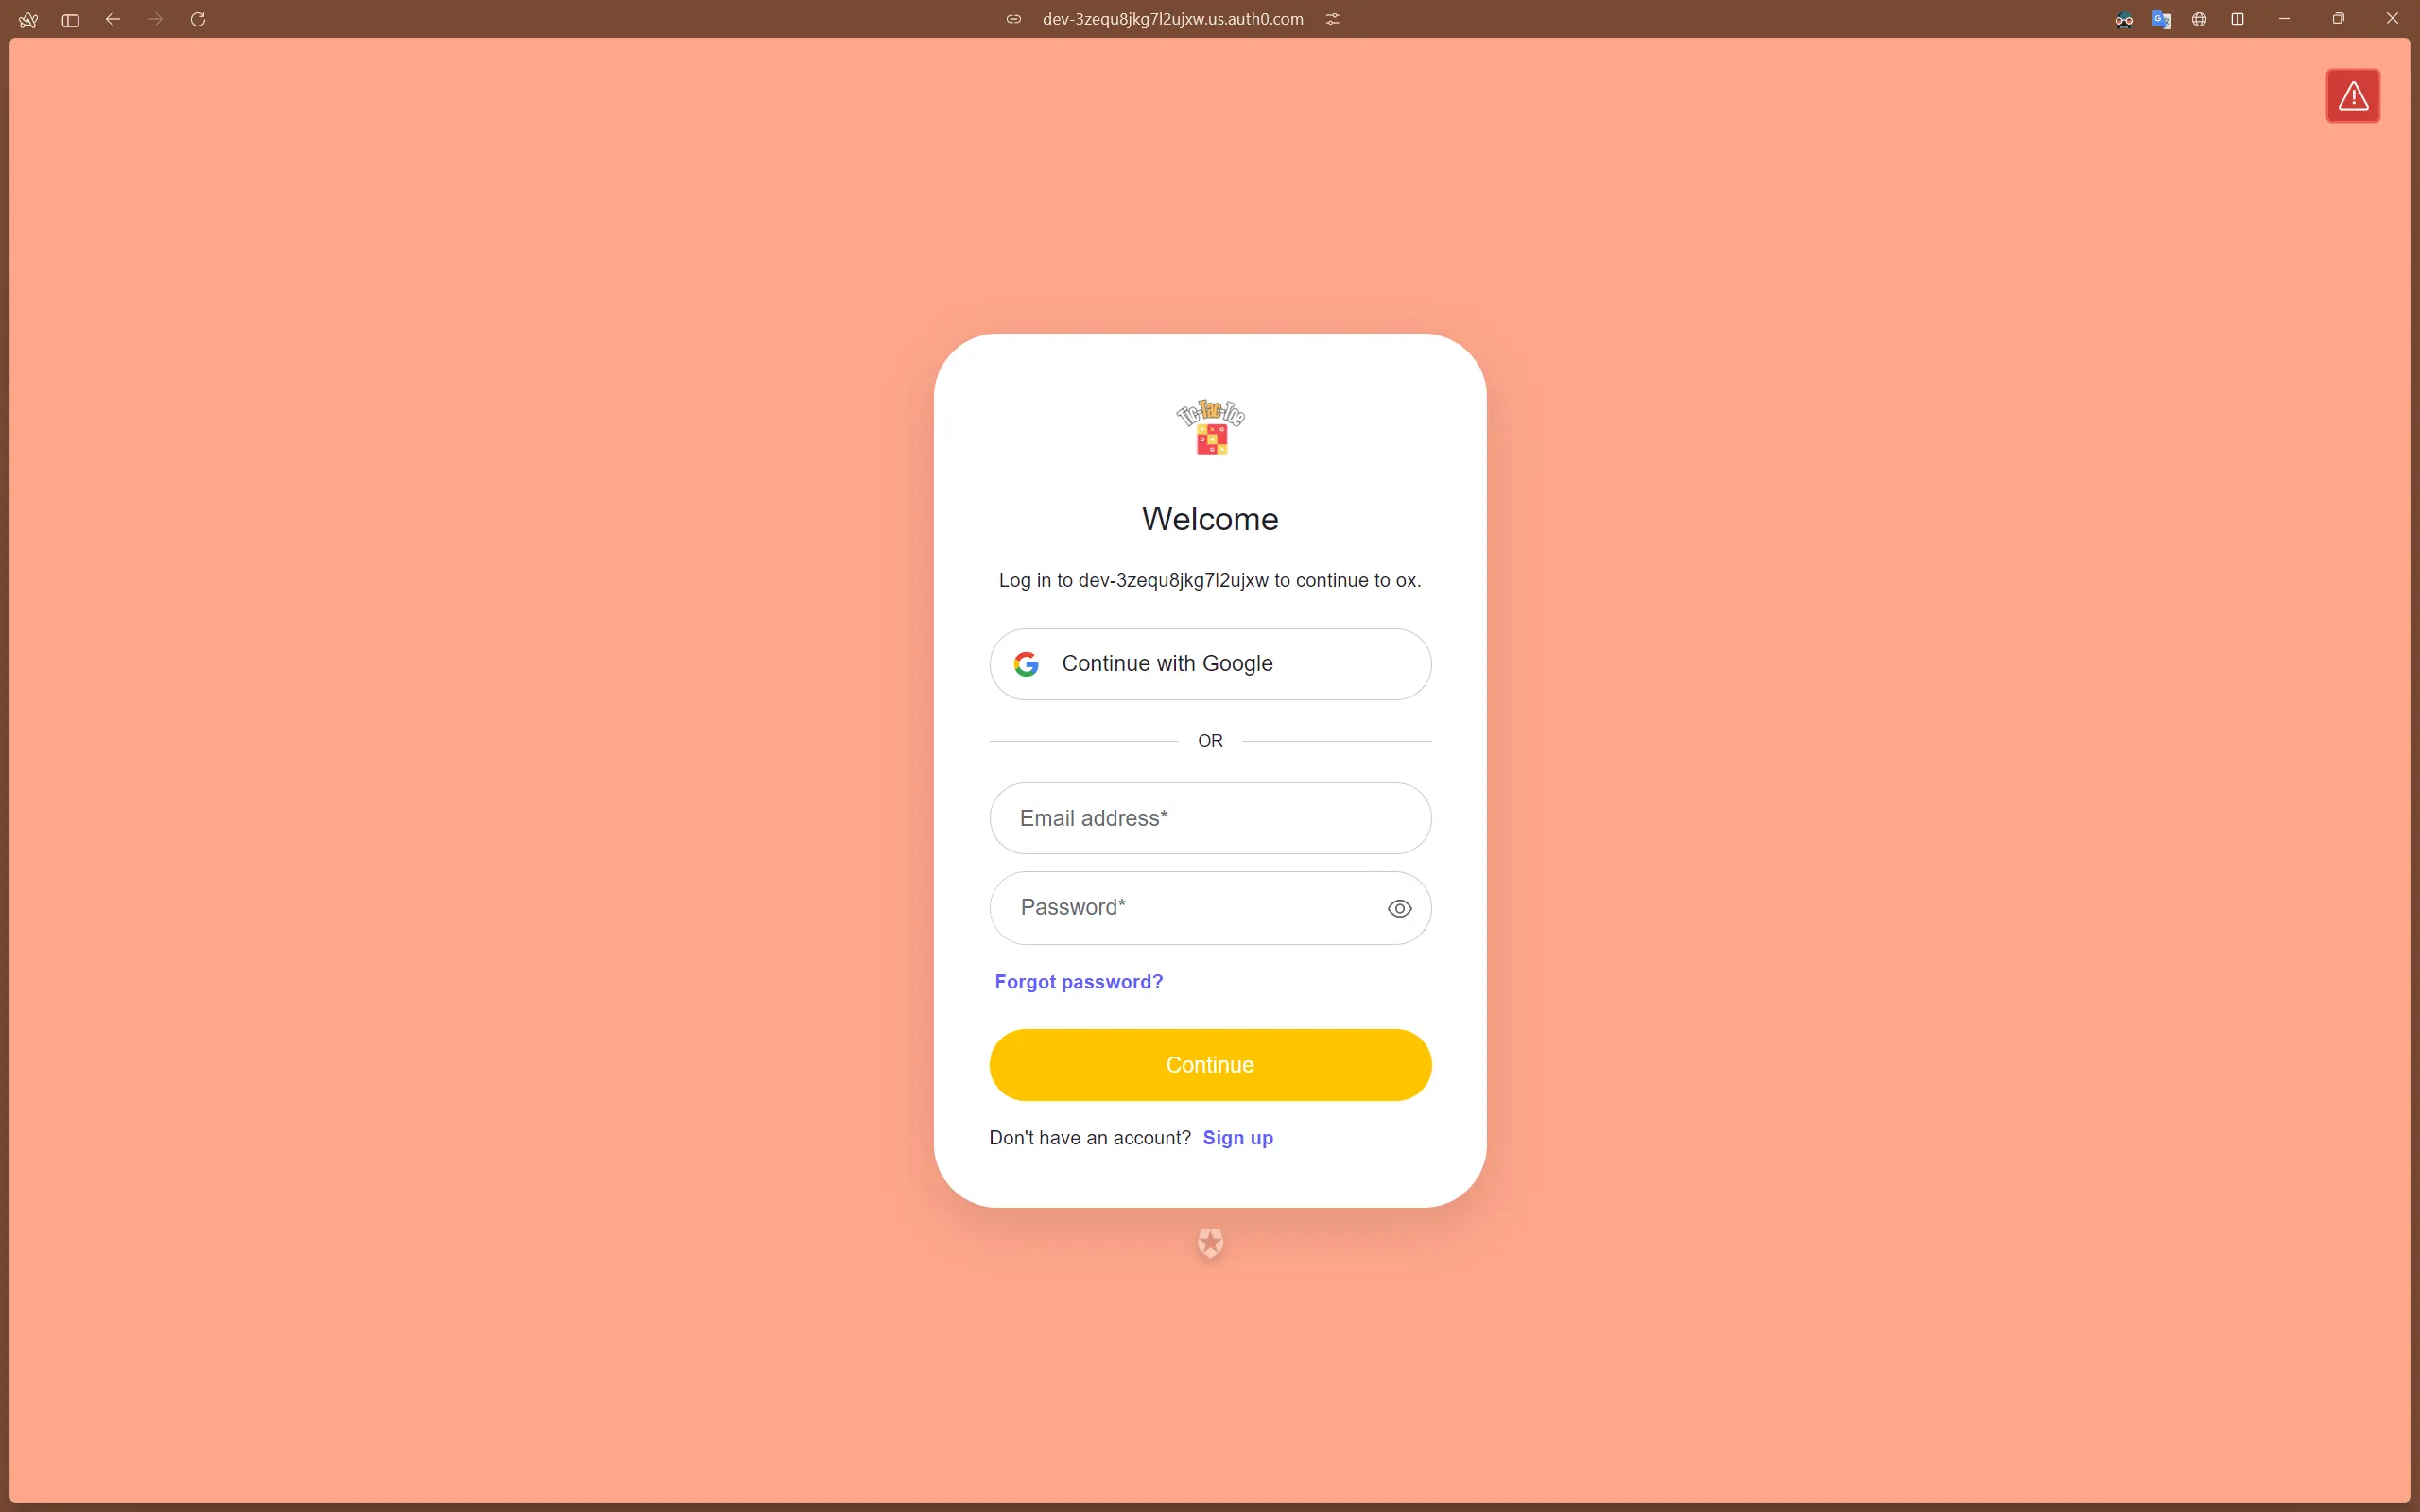 dev-3zequ8jkg7l2ujxw.us.auth0.com
Tic-Tac-Toe
Welcome
Log in to dev-3zequ8jkg7l2ujxw to continue to ox.
Continue with Google
OR
Email address*
Password*
Forgot password?
Continue
Don't have an account? Sign up